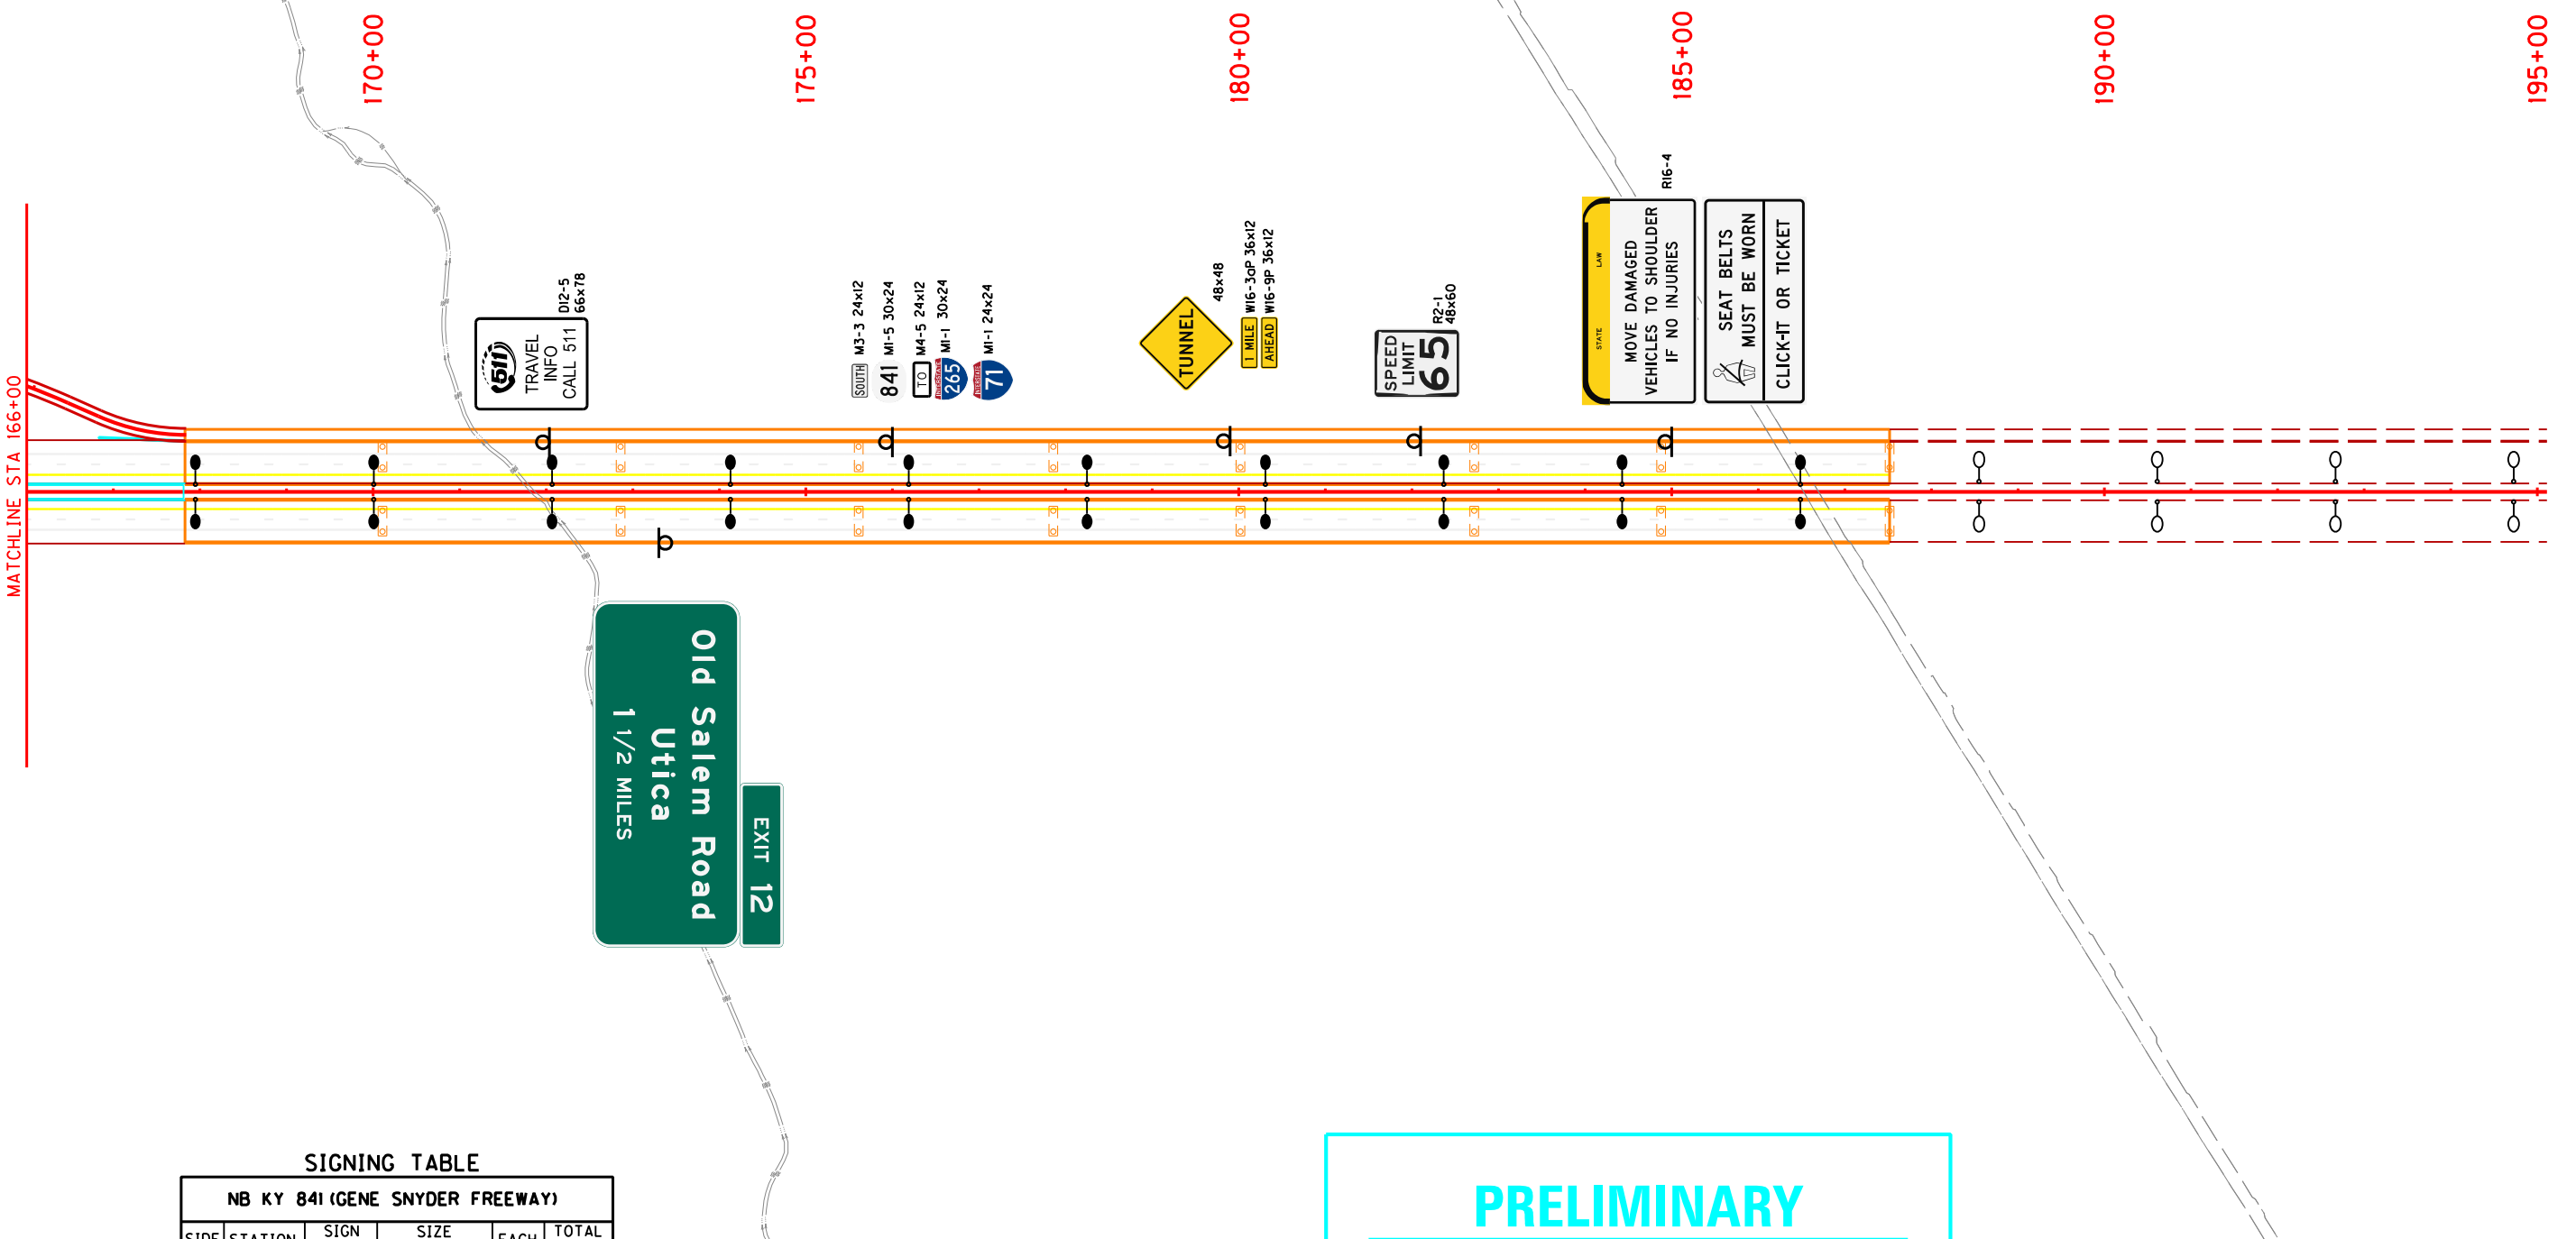 170+00
175+00
180+00
185+00
190+00
195+00
MATCHLINE STA 166+00
511
TRAVEL
INFO
CALL 511
D12-5
66x78
SOUTH
M3-3 24x12
841
M1-5 30x24
TO
M4-5 24x12
INTERSTATE
265
M1-1 30x24
INTERSTATE
71
M1-1 24x24
TUNNEL
48x48
1 MILE
W16-3aP 36x12
AHEAD
W16-9P 36x12
SPEED
LIMIT
65
R2-1
48x60
STATE LAW
MOVE DAMAGED
VEHICLES TO SHOULDER
IF NO INJURIES
R16-4
SEAT BELTS
MUST BE WORN
CLICK-IT OR TICKET
EXIT 12
Old Salem Road
Utica
1 1/2 MILES
SIGNING TABLE
NB KY 841 (GENE SNYDER FREEWAY)
SIDE STATION SIGN SIZE EACH TOTAL
PRELIMINARY